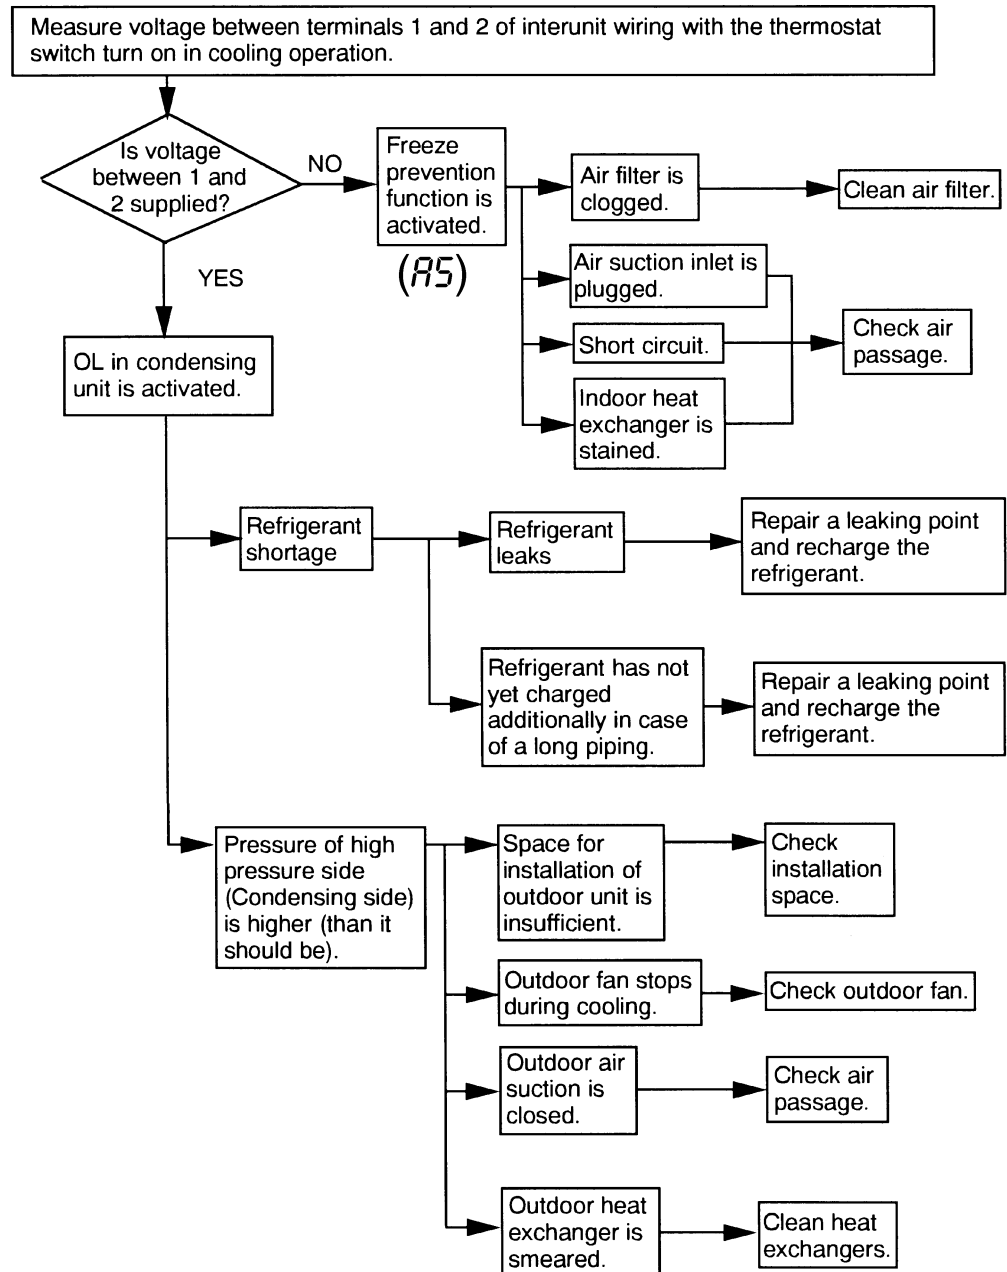 Measure voltage between terminals 1 and 2 of interunit wiring with the thermostat
switch turn on in cooling operation.
Is voltage
between 1 and
2 supplied?
NO
Freeze
prevention
function is
activated.
(A5)
Air filter is
clogged.
Clean air filter.
YES
Air suction inlet is
plugged.
Short circuit.
Check air
passage.
Indoor heat
exchanger is
stained.
OL in condensing
unit is activated.
Refrigerant
shortage
Refrigerant
leaks
Repair a leaking point
and recharge the
refrigerant.
Refrigerant has not
yet charged
additionally in case
of a long piping.
Repair a leaking point
and recharge the
refrigerant.
Pressure of high
pressure side
(Condensing side)
is higher (than it
should be).
Space for
installation of
outdoor unit is
insufficient.
Check
installation
space.
Outdoor fan stops
during cooling.
Check outdoor fan.
Outdoor air
suction is
closed.
Check air
passage.
Outdoor heat
exchanger is
smeared.
Clean heat
exchangers.